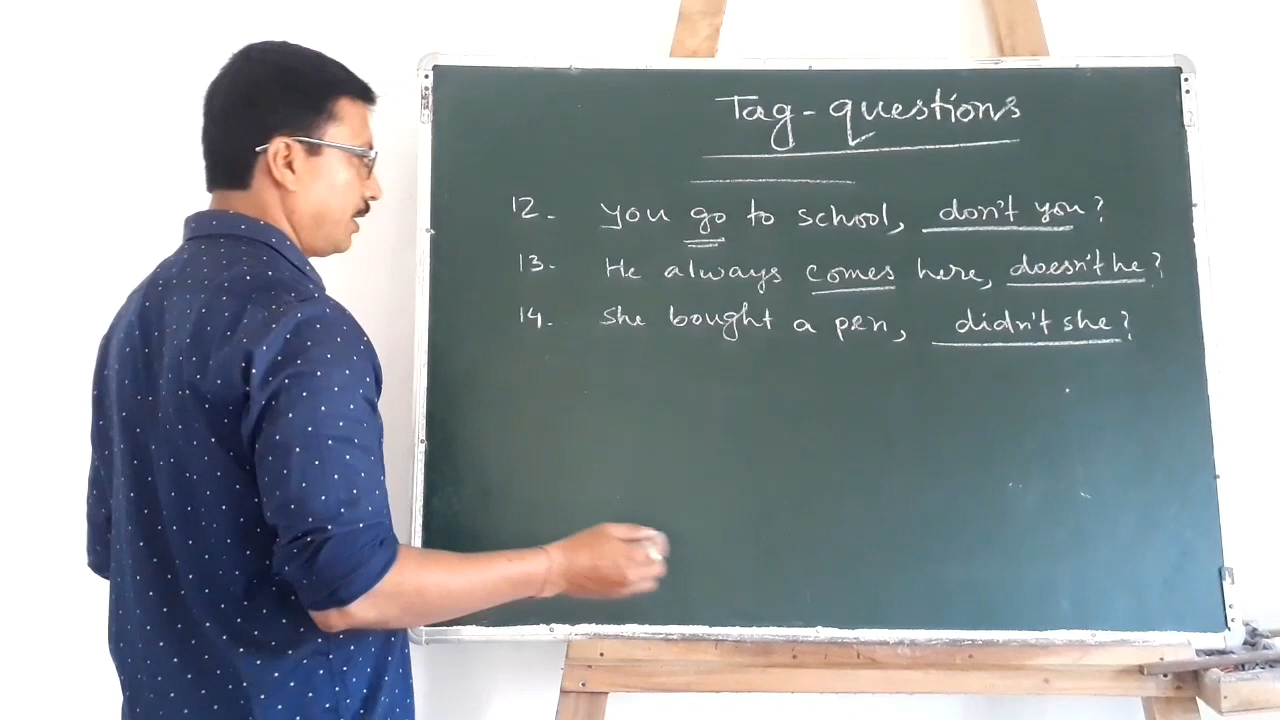 Tag-questions
12. You go to school, don't you?
13. He always comes here, doesn't he?
14. She bought a pen, didn't she?